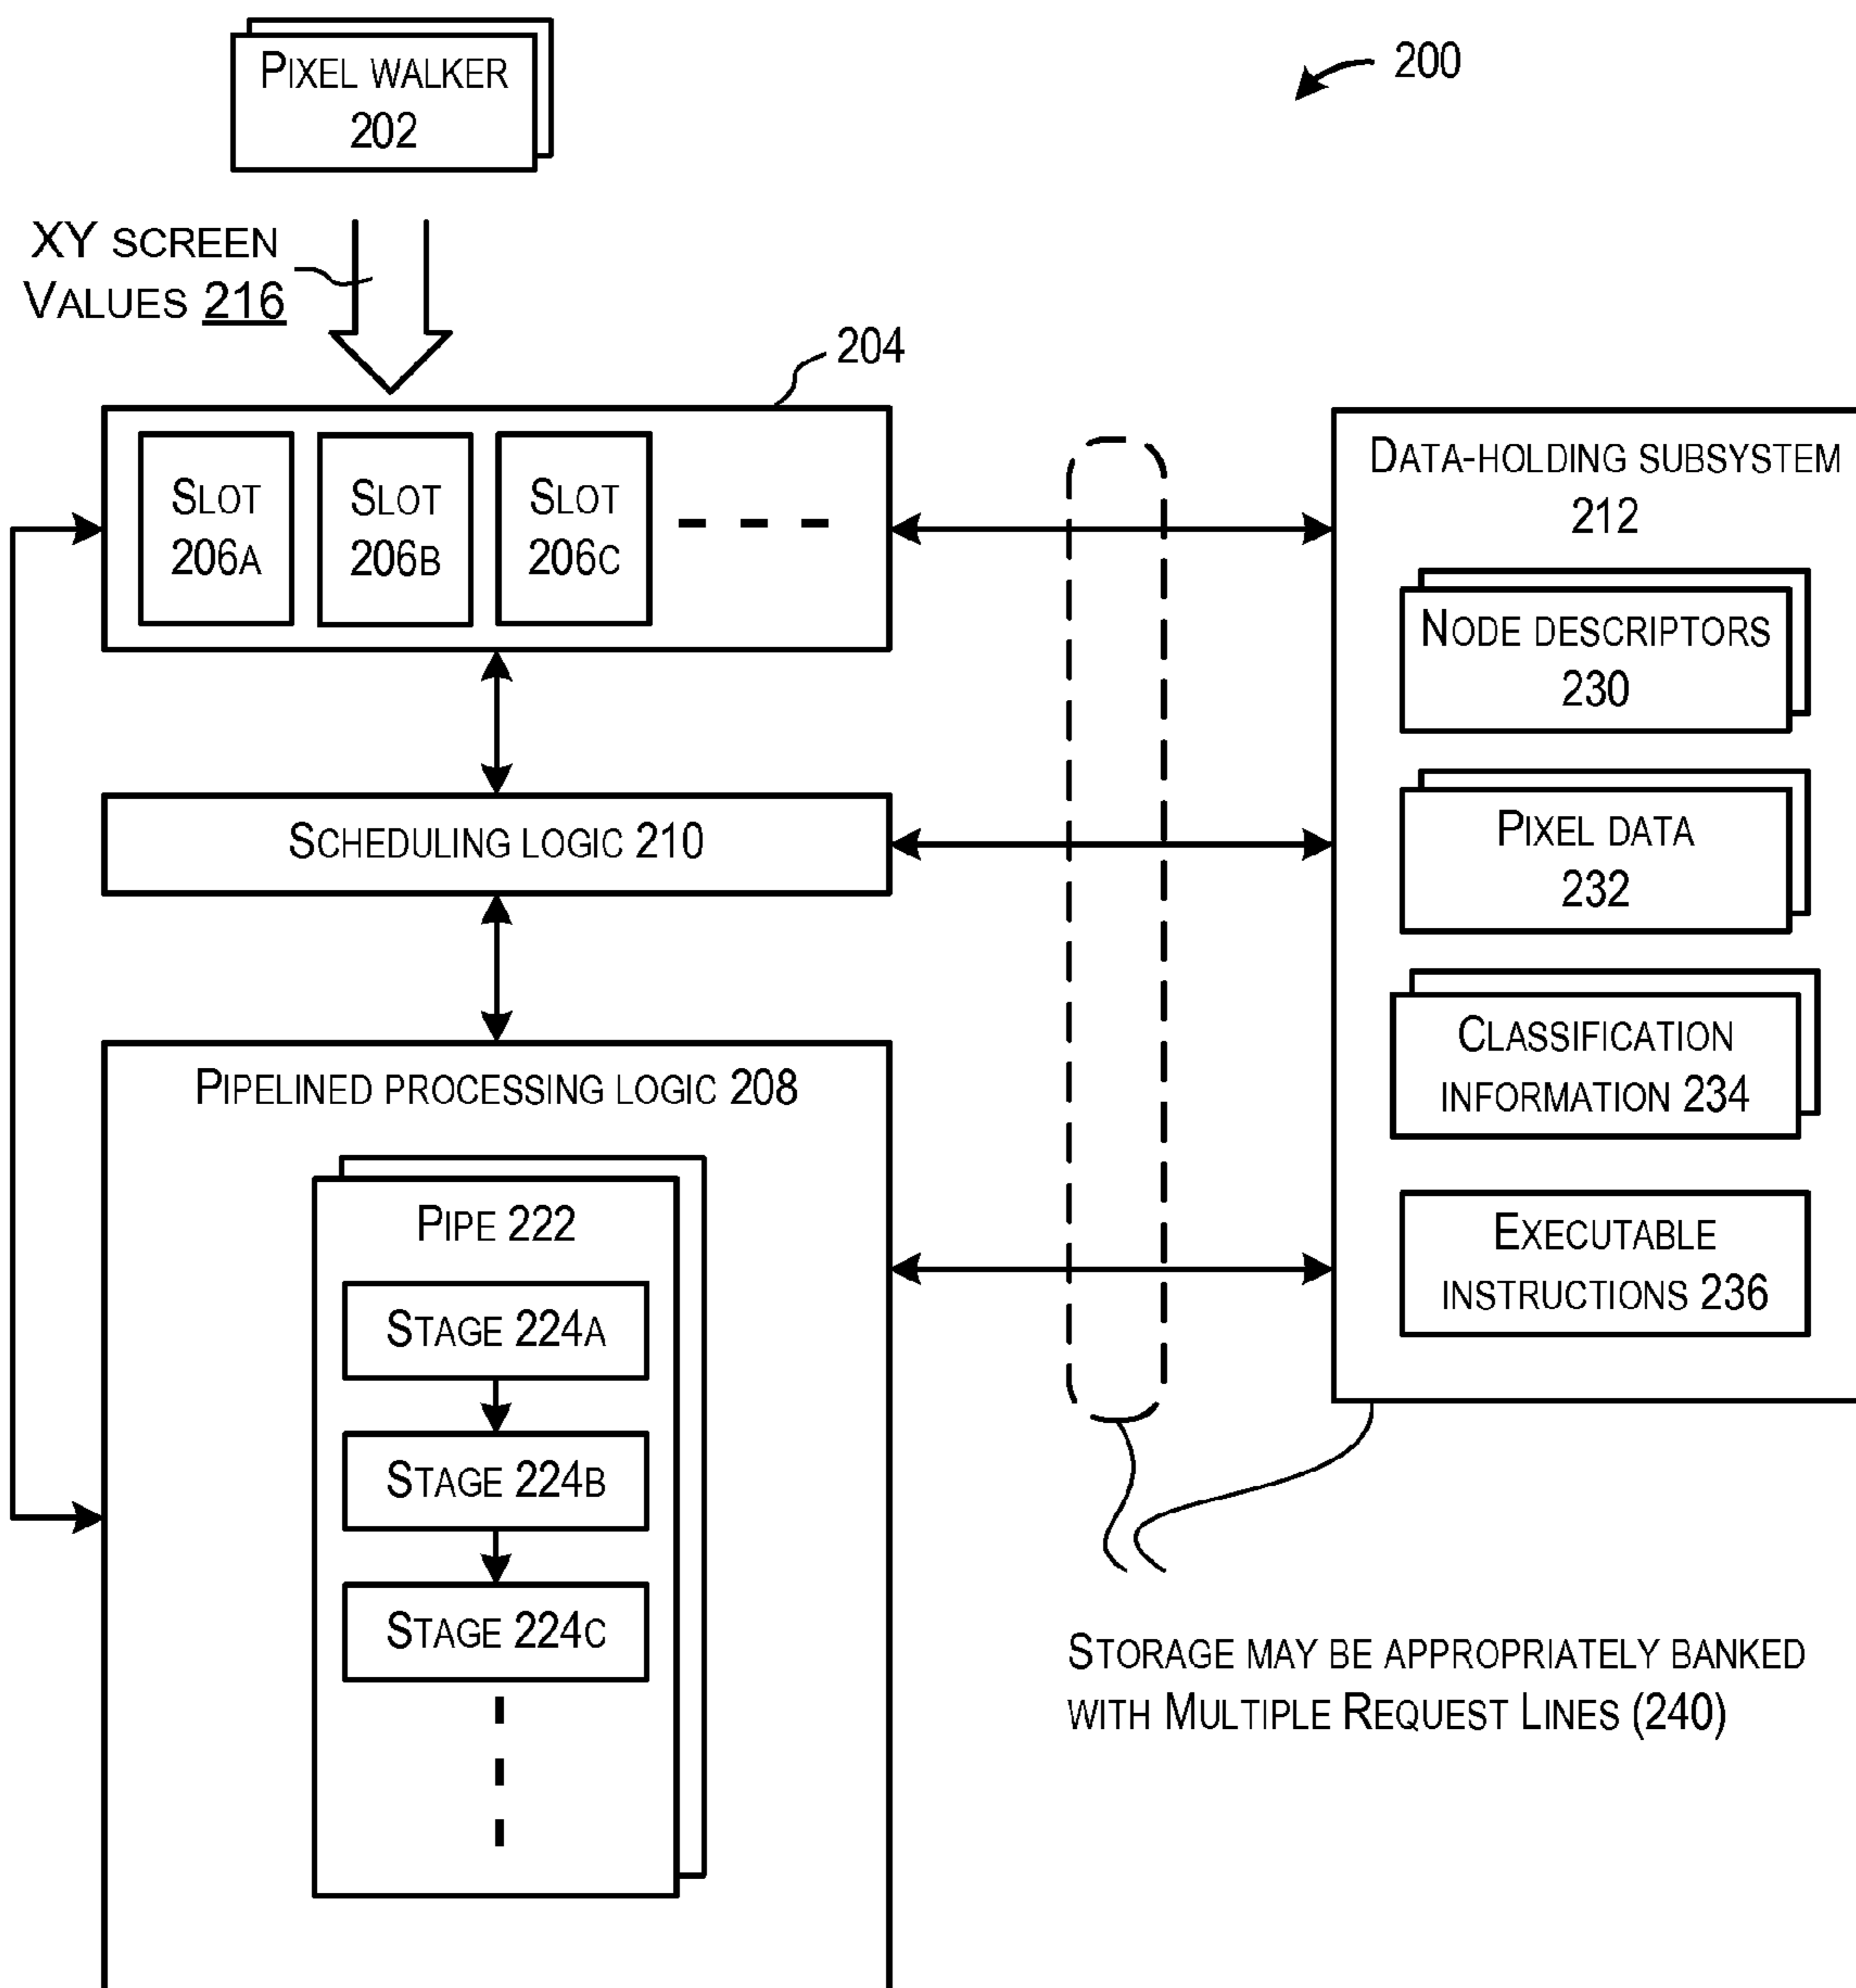 PIXEL WALKER
202
200
XY SCREEN
VALUES 216
204
SLOT
206A
SLOT
206B
SLOT
206C
DATA-HOLDING SUBSYSTEM
212
NODE DESCRIPTORS
230
PIXEL DATA
232
CLASSIFICATION
INFORMATION 234
EXECUTABLE
INSTRUCTIONS 236
SCHEDULING LOGIC 210
PIPELINED PROCESSING LOGIC 208
PIPE 222
STAGE 224A
STAGE 224B
STAGE 224C
STORAGE MAY BE APPROPRIATELY BANKED
WITH MULTIPLE REQUEST LINES (240)